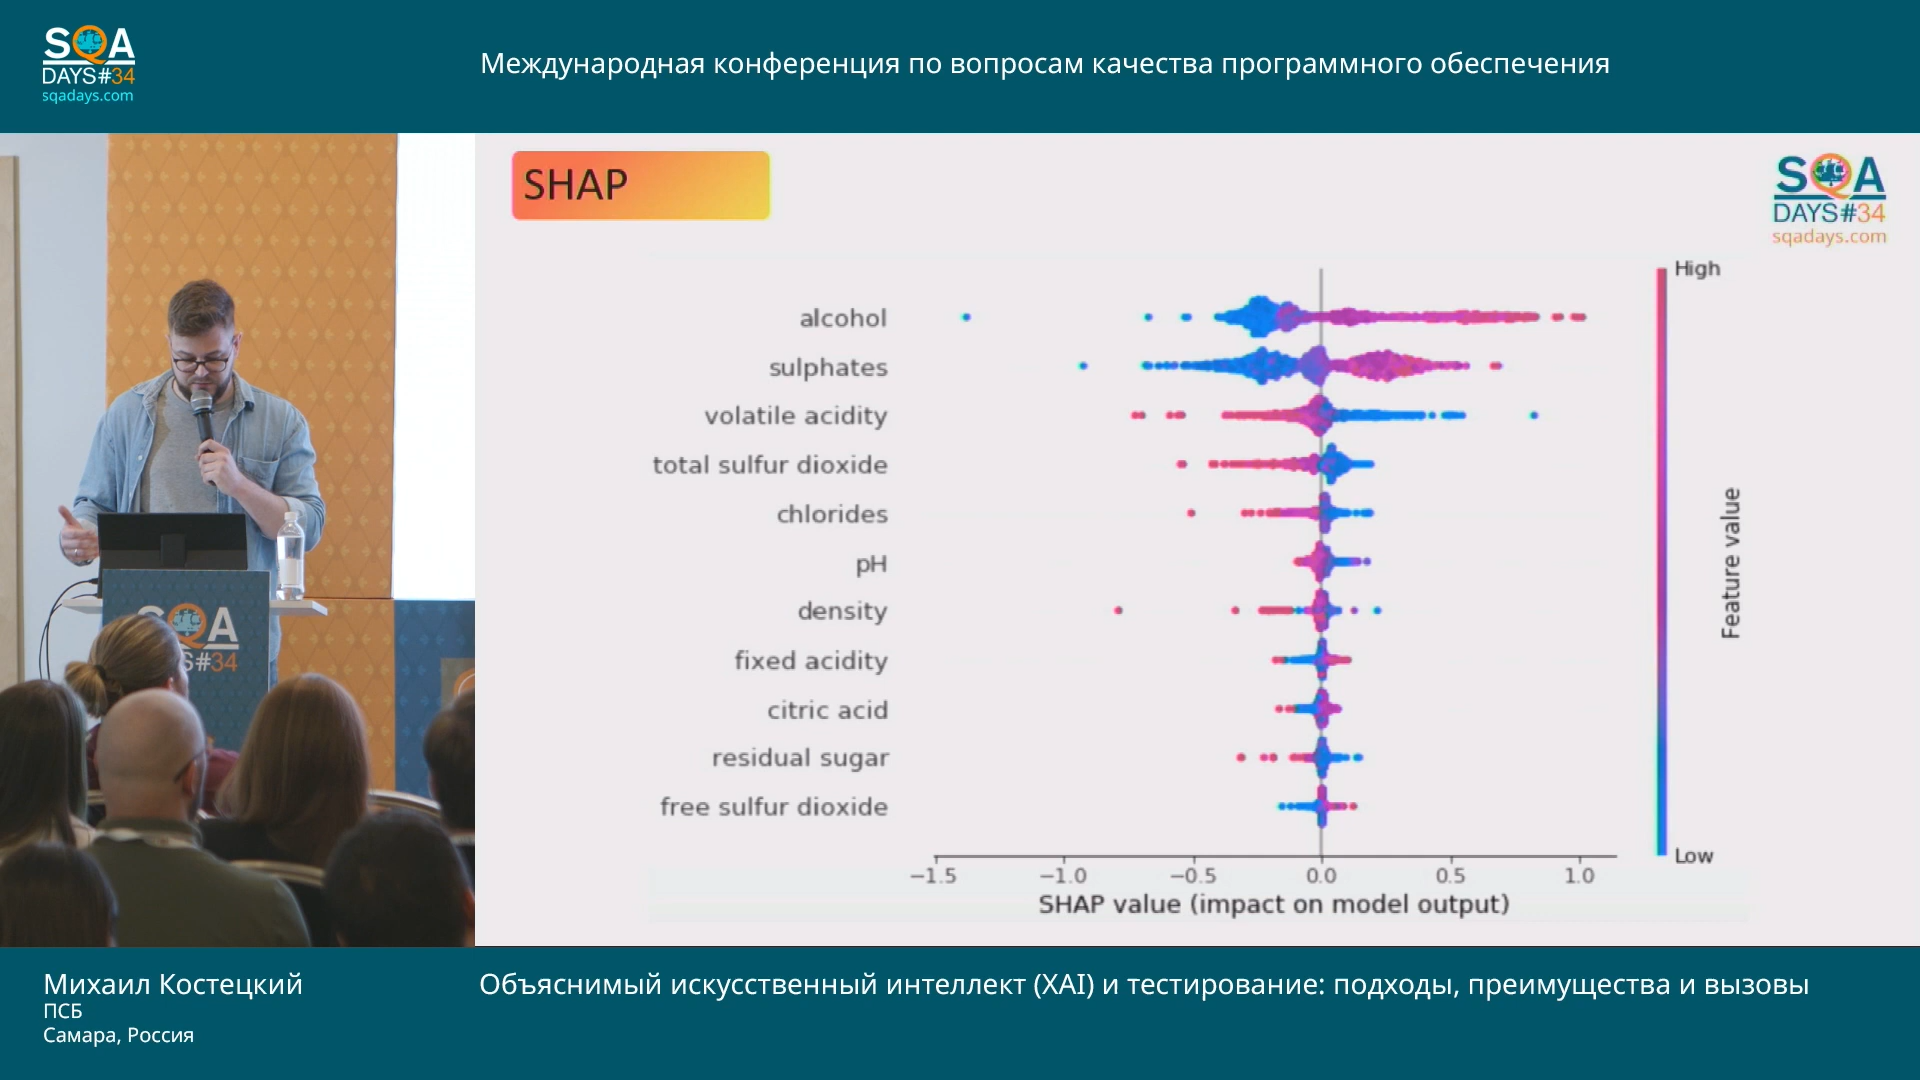 SQA
DAYS#34
sqadays.com
Международная конференция по вопросам качества программного обеспечения
SHAP
SQA
DAYS#34
sqadays.com
High
alcohol
sulphates
volatile acidity
total sulfur dioxide
chlorides
pH
density
fixed acidity
citric acid
residual sugar
free sulfur dioxide
Feature value
Low
−1.5 −1.0 −0.5 0.0 0.5 1.0
SHAP value (impact on model output)
SQA
S#34
Михаил Костецкий
ПСБ
Самара, Россия
Объяснимый искусственный интеллект (XAI) и тестирование: подходы, преимущества и вызовы